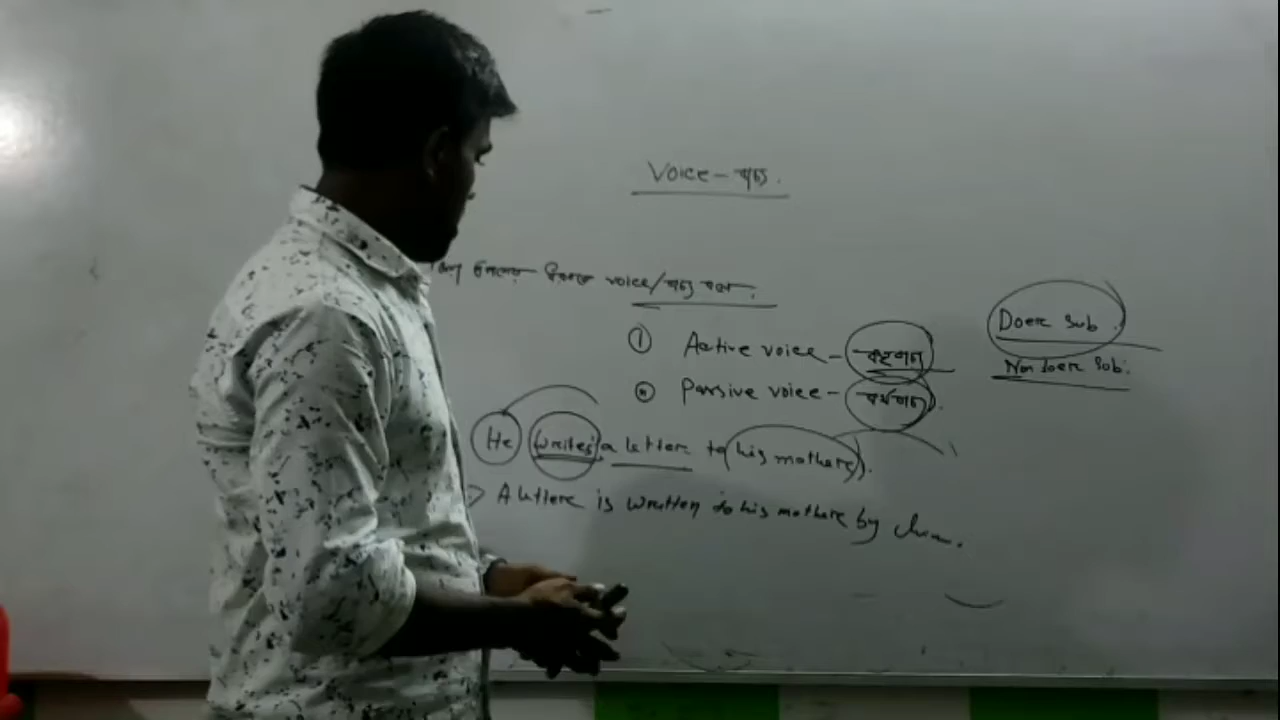 Voice - বাচ্য.
voice/বাচ্য বলে.
① Active voice - কর্তৃবাচ্য
② Passive voice - কর্মবাচ্য.
Doer Sub.
Non doer Sub:
He writes a letter to his mother.
A letter is written to his mother by him.